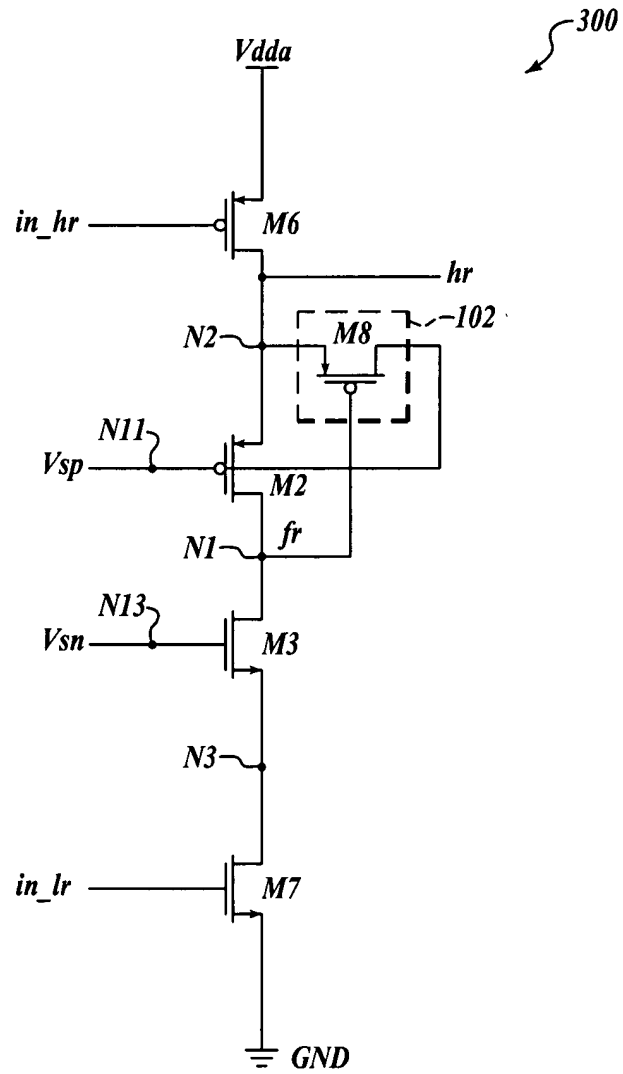 300
Vdda
in_hr
M6
hr
N2
M8
102
N11
Vsp
M2
N1
fr
N13
Vsn
M3
N3
in_lr
M7
GND